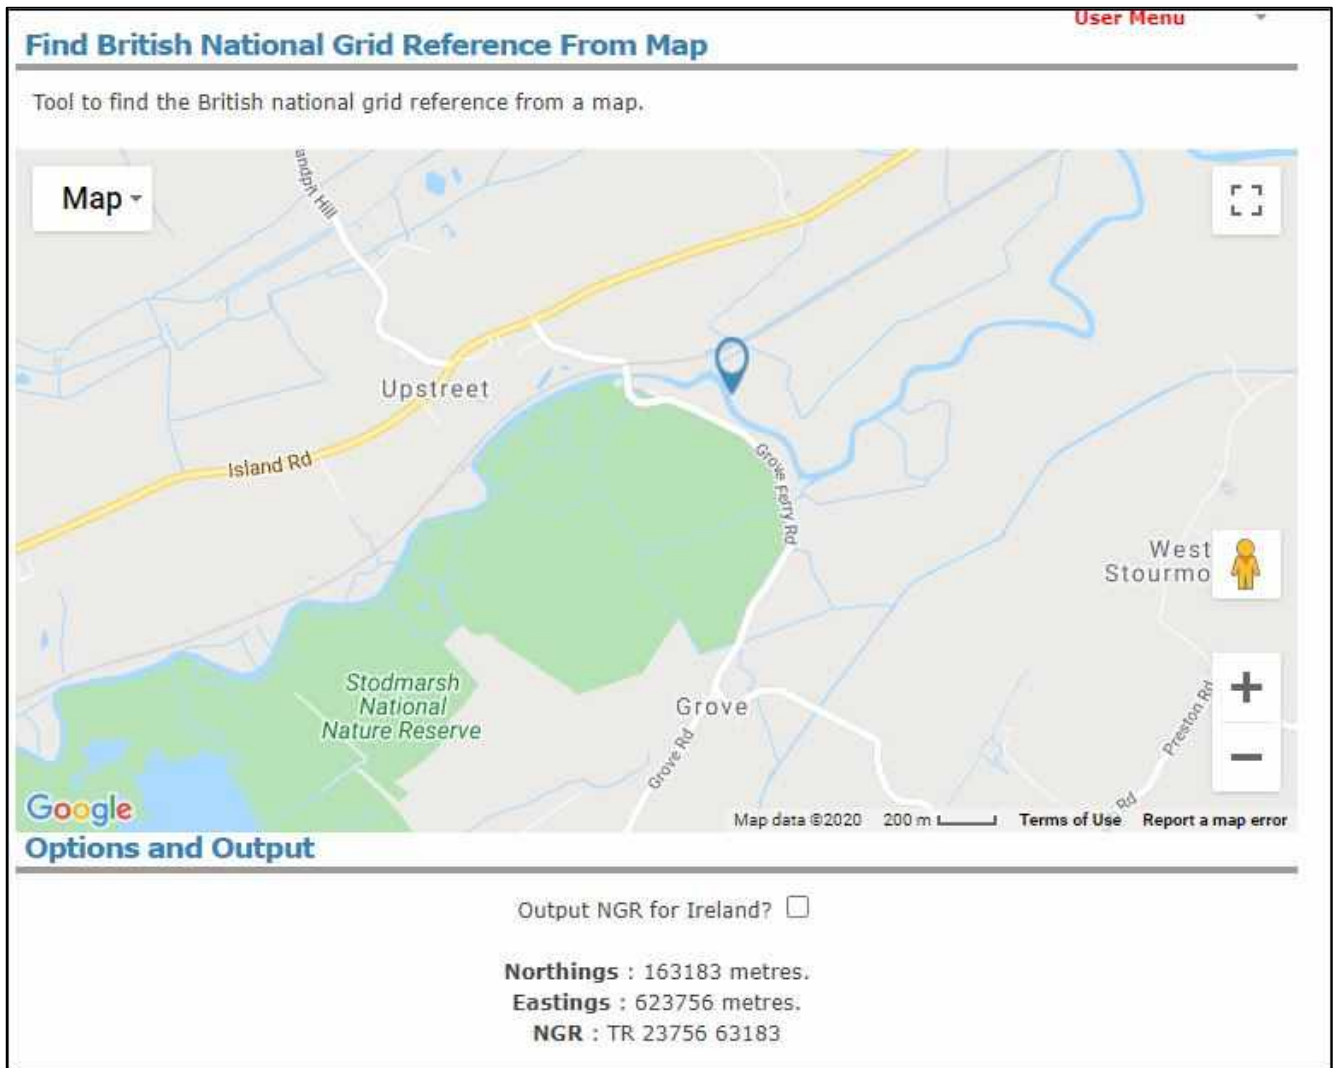 User Menu
Find British National Grid Reference From Map
Tool to find the British national grid reference from a map.
Map
andpit Hill
Upstreet
Island Rd
Grove Ferry Rd
West
Stourmo
Stodmarsh
National
Nature Reserve
Grove
Grove Rd
Preston Rd
Rd
Google
Map data ©2020 200 m Terms of Use Report a map error
Options and Output
Output NGR for Ireland?
Northings : 163183 metres.
Eastings : 623756 metres.
NGR : TR 23756 63183